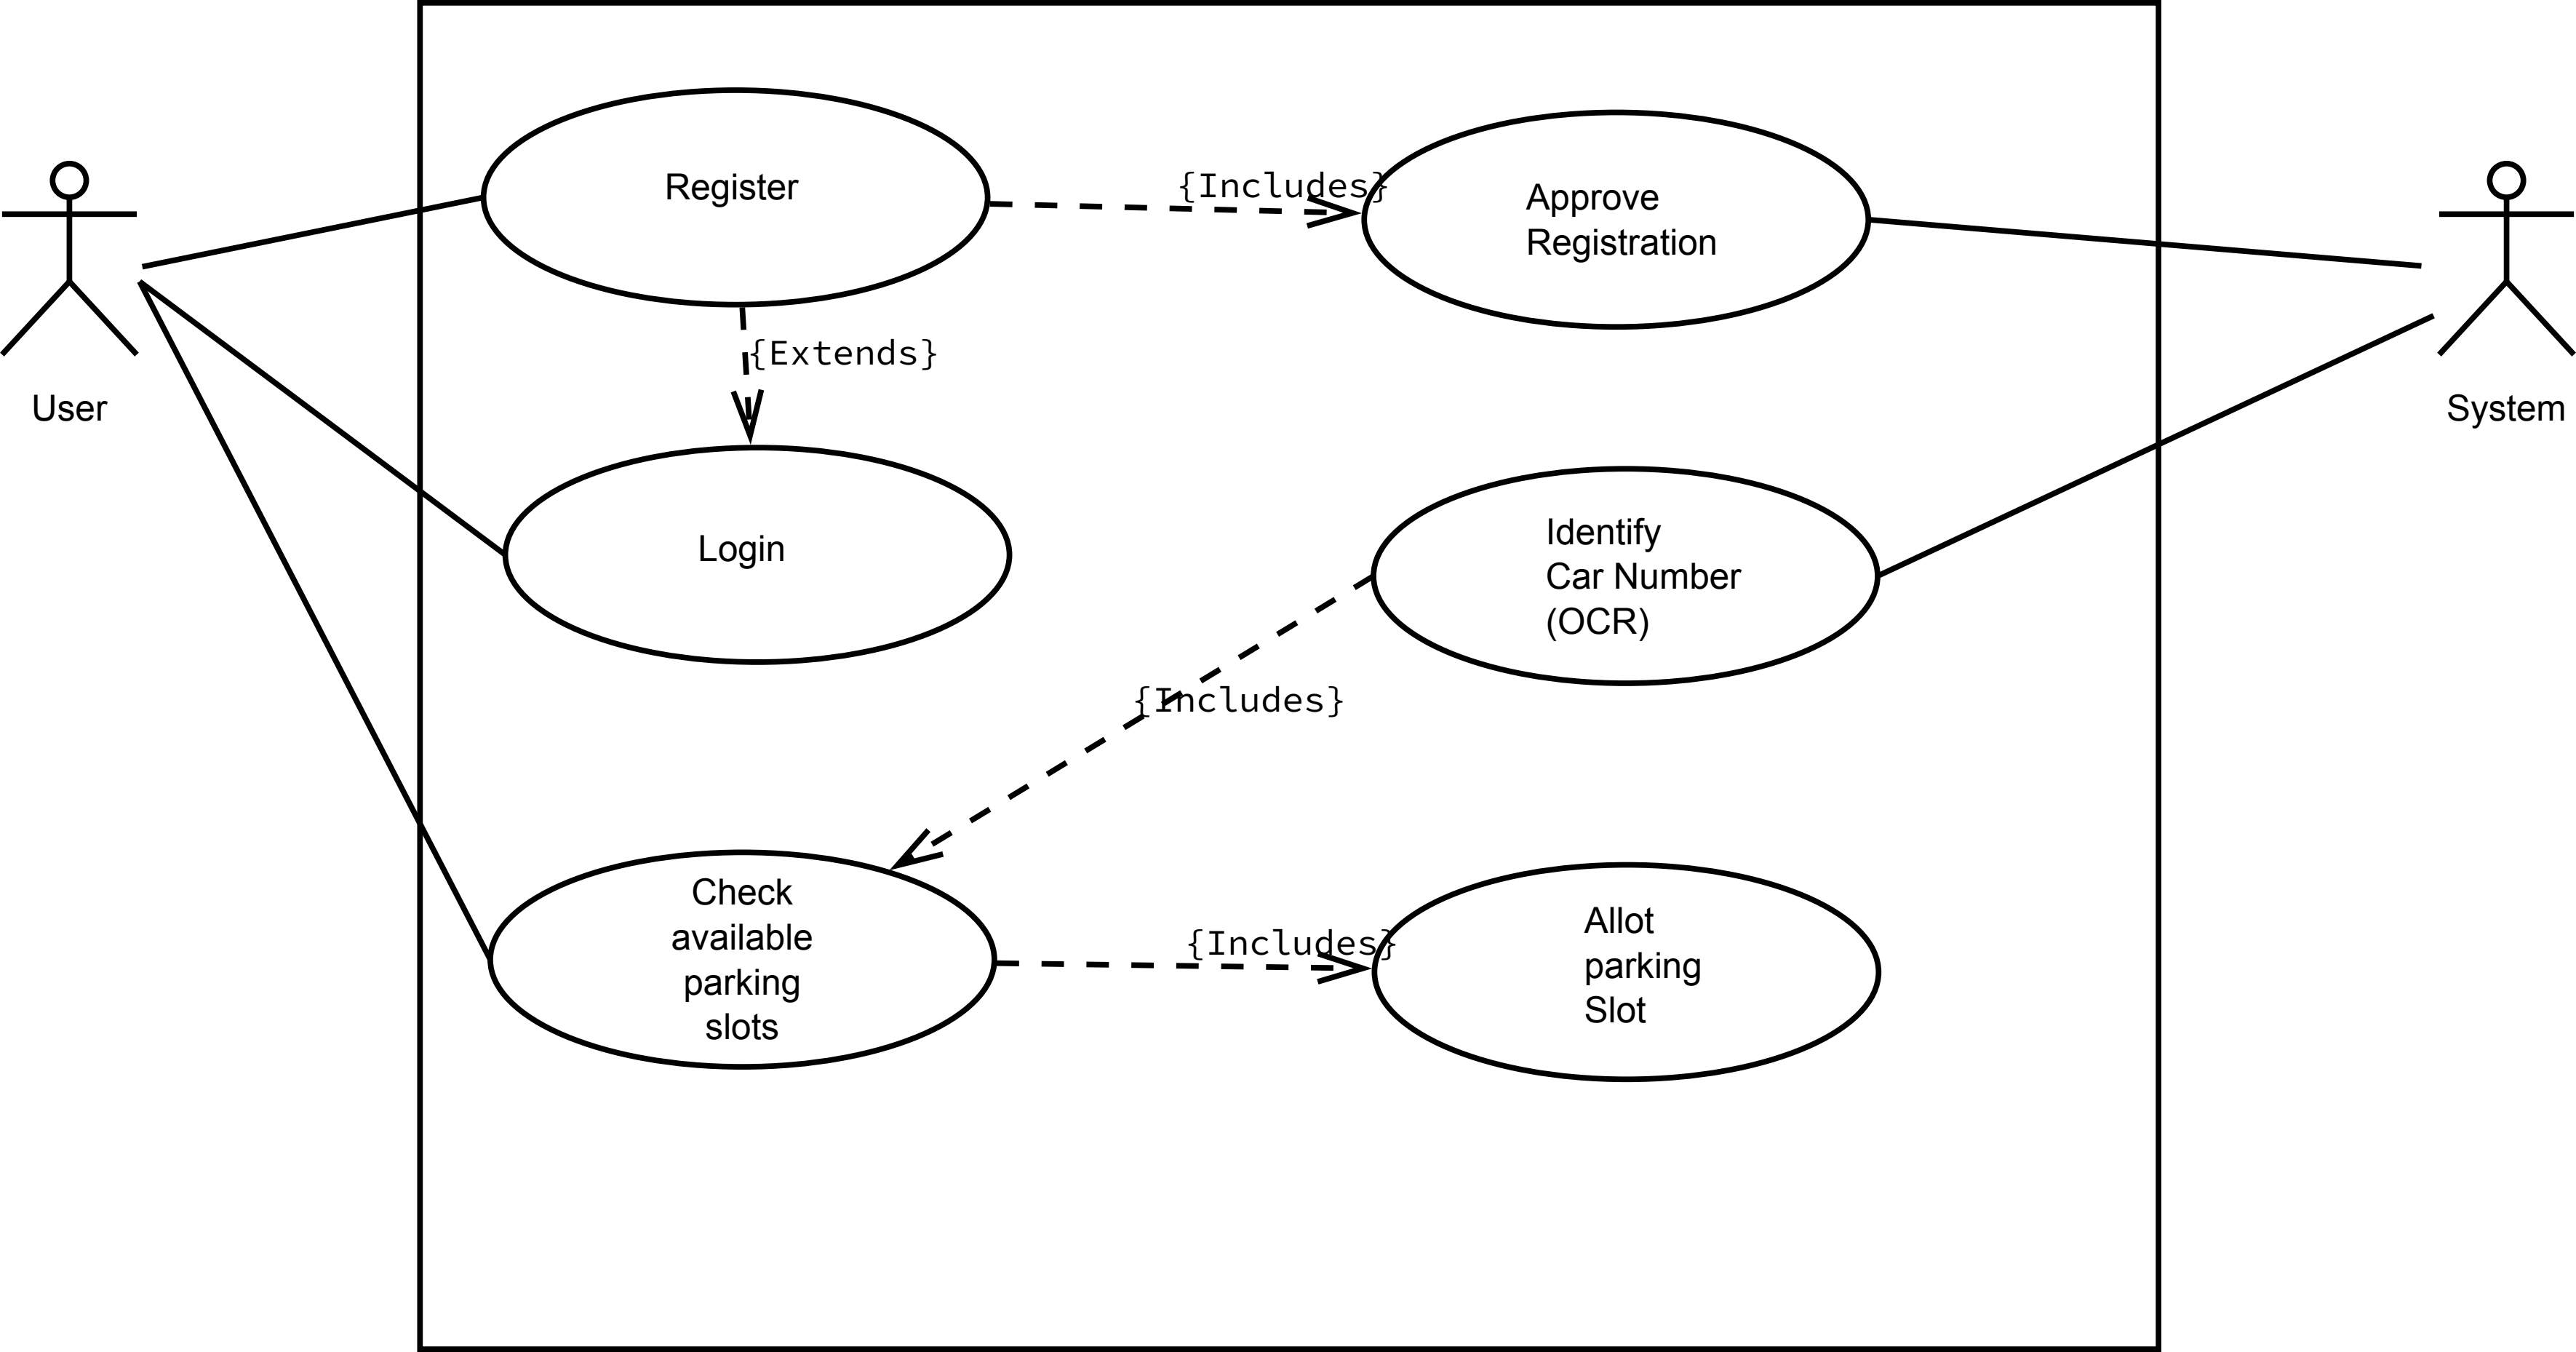 Register
{Includes}
Approve
Registration
{Extends}
User
System
Login
Identify
Car Number
(OCR)
{Includes}
Check
available
parking
slots
{Includes}
Allot
parking
Slot